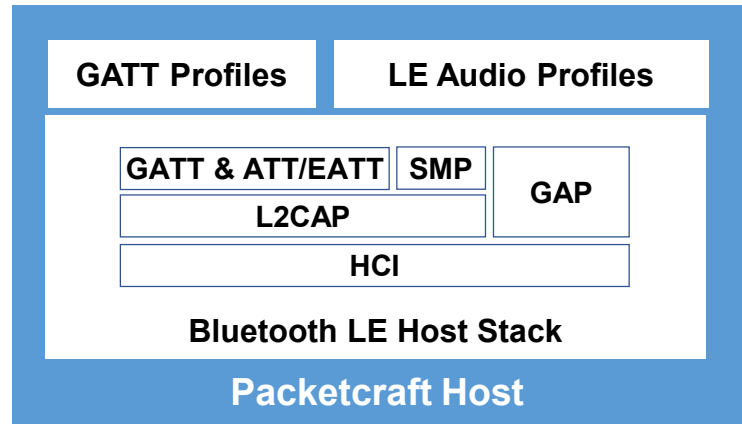 GATT Profiles
LE Audio Profiles
GATT & ATT/EATT
SMP
GAP
L2CAP
HCI
Bluetooth LE Host Stack
Packetcraft Host